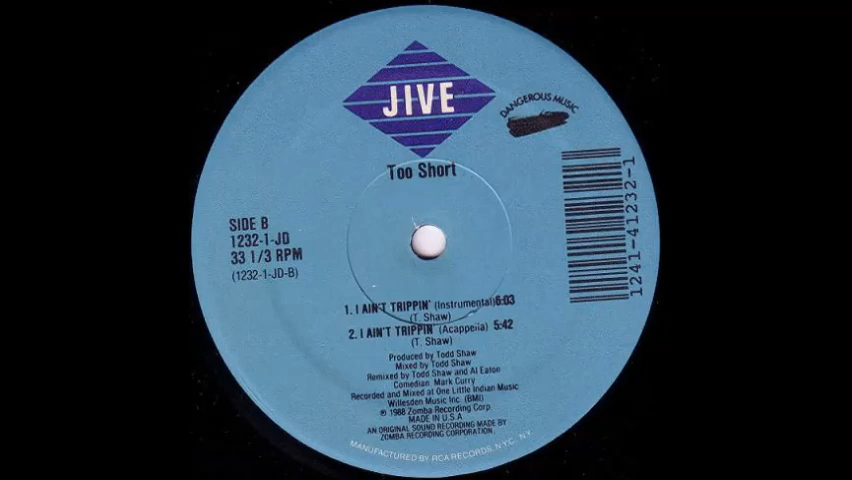 JIVE
DANGEROUS MUSIC
Too Short
SIDE B
1232-1-JD
33 1/3 RPM
(1232-1-JD-B)
1241-41232-1
1. I AIN'T TRIPPIN' (Instrumental) 6:03
(T. Shaw)
2. I AIN'T TRIPPIN' (Acappella) 5:42
(T. Shaw)
Produced by Todd Shaw
Mixed by Todd Shaw
Remixed by Todd Shaw and Al Eaton
Comedian: Mark Curry
Recorded and Mixed at One Little Indian Music
Willesden Music Inc. (BMI)
℗ 1988 Zomba Recording Corp.
MADE IN U.S.A
AN ORIGINAL SOUND RECORDING MADE BY
ZOMBA RECORDING CORPORATION.
MANUFACTURED BY RCA RECORDS, N.Y.C., N.Y.